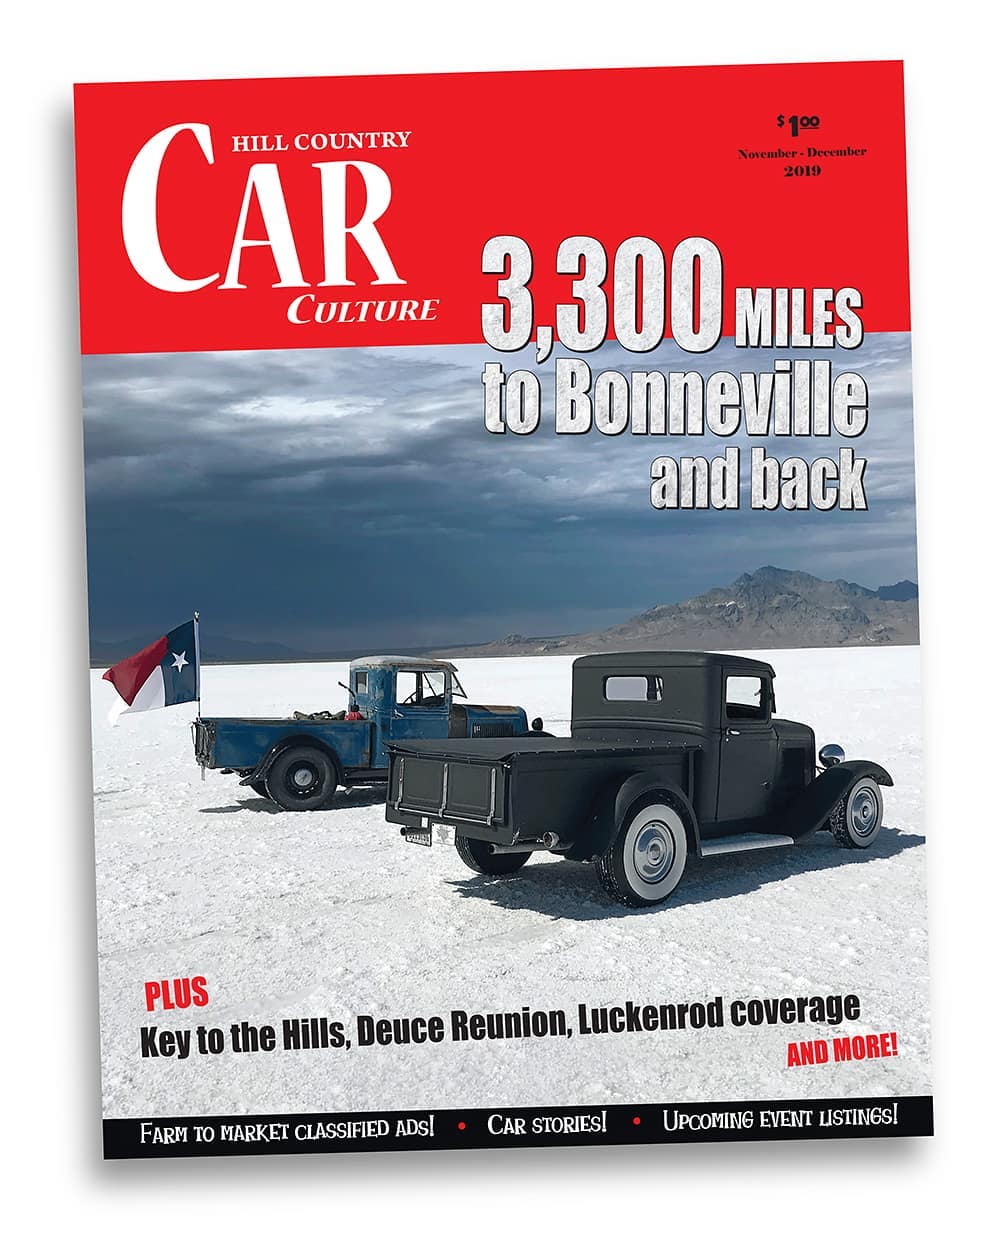 HILL COUNTRY
CAR
CULTURE
$1.00
November - December
2019
3,300 MILES
to Bonneville
and back
PLUS
Key to the Hills, Deuce Reunion, Luckenrod coverage
AND MORE!
FARM TO MARKET CLASSIFIED ADS! • CAR STORIES! • UPCOMING EVENT LISTINGS!